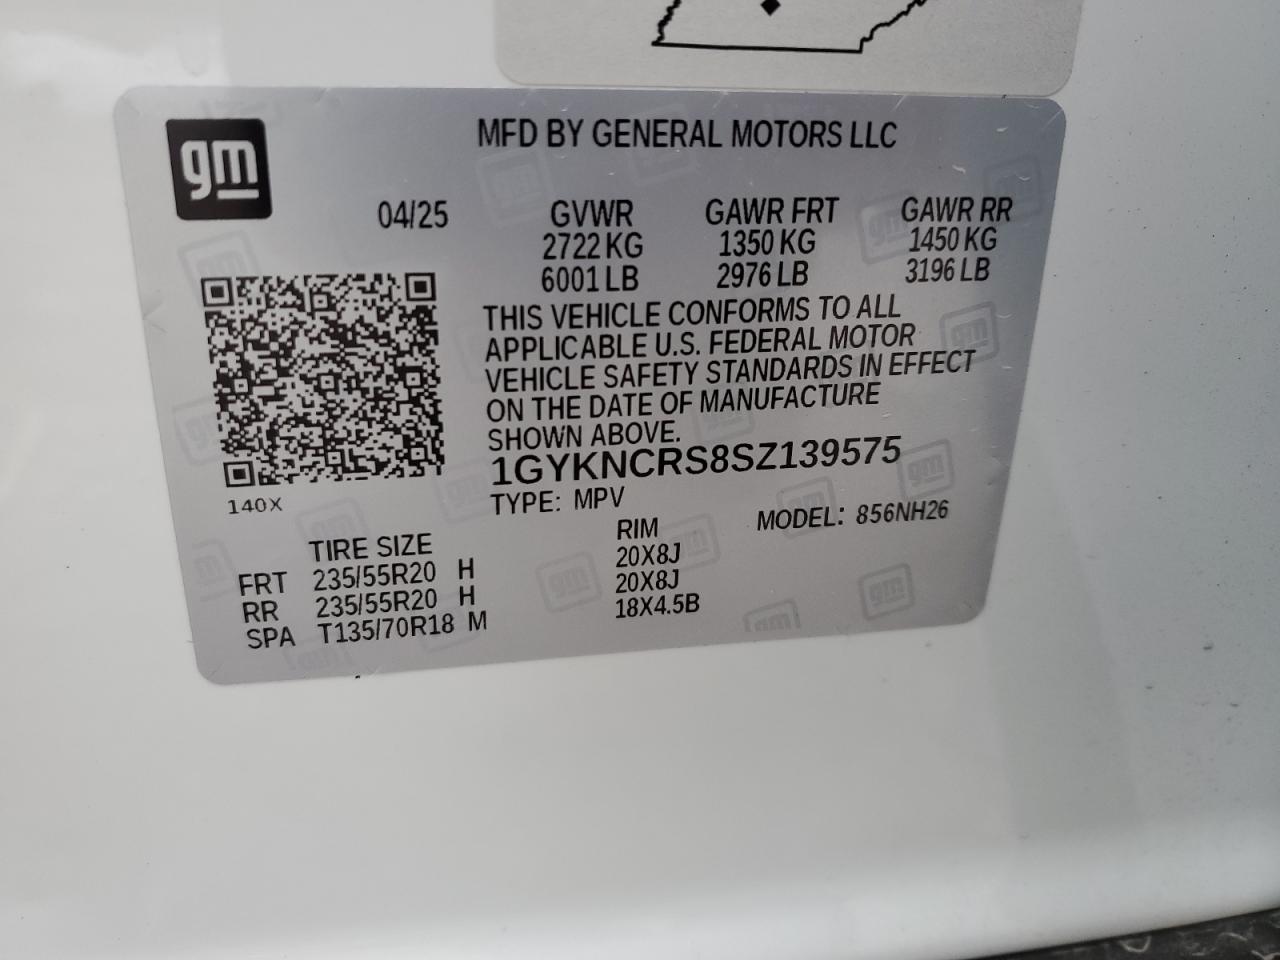 gm
MFD BY GENERAL MOTORS LLC
04/25 GVWR GAWR FRT GAWR RR
2722 KG 1350 KG 1450 KG
6001 LB 2976 LB 3196 LB
THIS VEHICLE CONFORMS TO ALL
APPLICABLE U.S. FEDERAL MOTOR
VEHICLE SAFETY STANDARDS IN EFFECT
ON THE DATE OF MANUFACTURE
SHOWN ABOVE.
1GYKNCRS8SZ139575
140X
TYPE: MPV MODEL: 856NH26
TIRE SIZE RIM
FRT 235/55R20 H 20X8J
RR 235/55R20 H 20X8J
SPA T135/70R18 M 18X4.5B